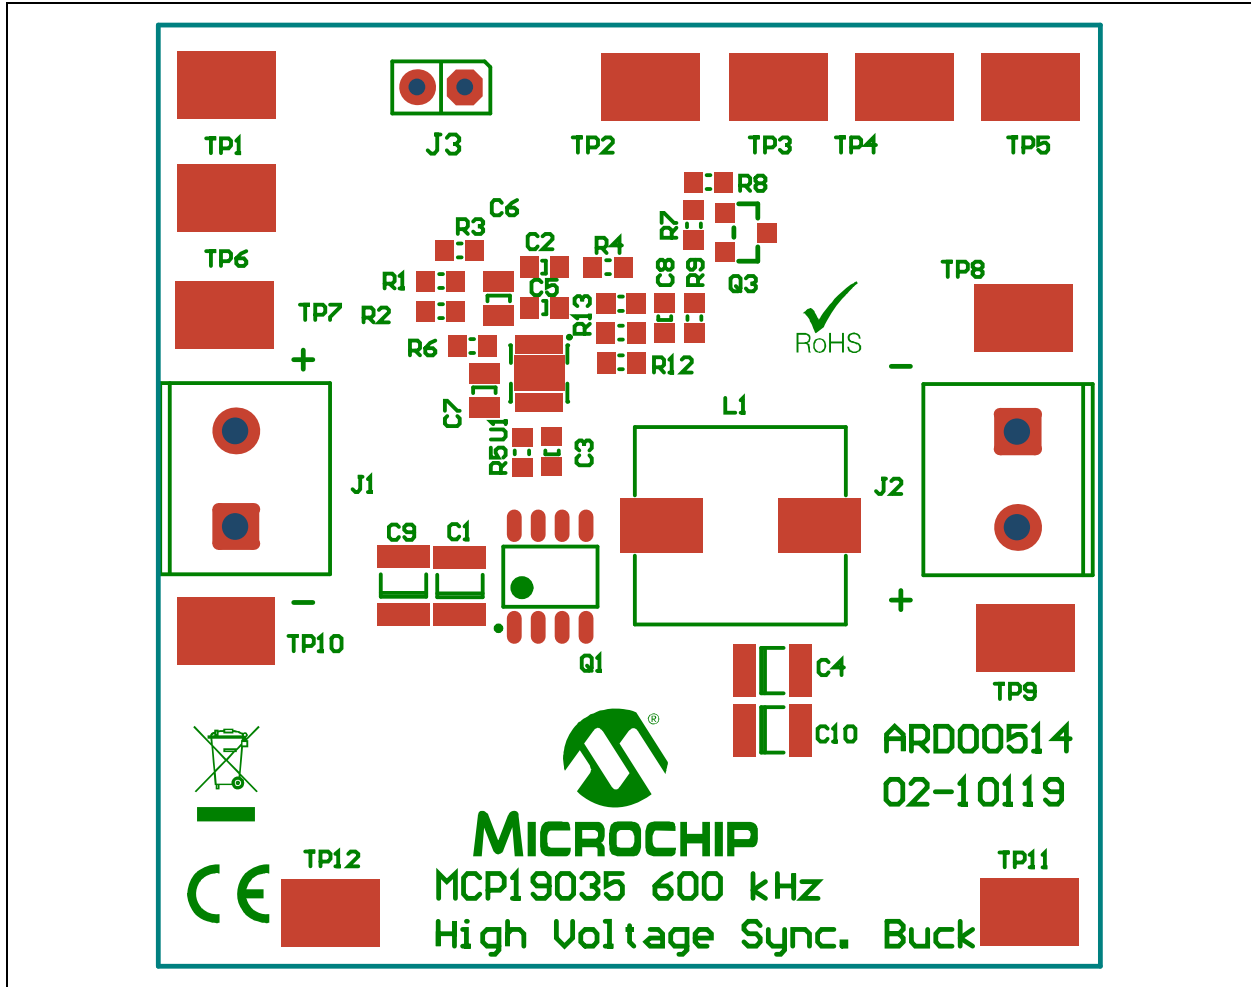 TP1
J3
TP2
TP3
TP4
TP5
R8
C6
R3
R7
C2
R4
TP6
C8
R9
Q3
TP8
R1
C5
TP7
R2
R13
RoHS
R6
R12
+
-
C7
L1
U1
R5
C3
J1
J2
C9
C1
-
+
TP10
Q1
C4
TP9
®
C10
ARD00514
02-10119
MICROCHIP
TP12
TP11
CE
MCP19035 600 kHz
High Voltage Sync. Buck